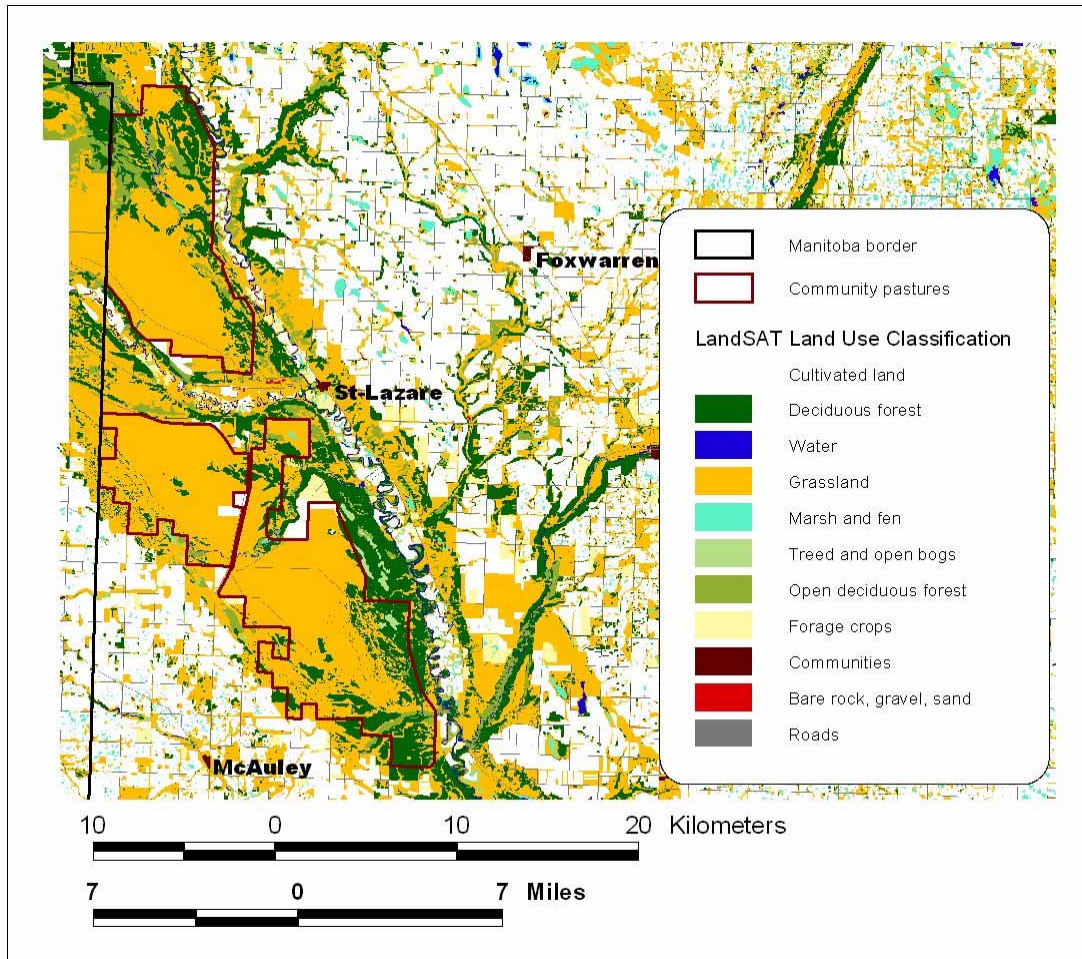 Foxwarren
St-Lazare
McAuley
Manitoba border
Community pastures
LandSAT Land Use Classification
Cultivated land
Deciduous forest
Water
Grassland
Marsh and fen
Treed and open bogs
Open deciduous forest
Forage crops
Communities
Bare rock, gravel, sand
Roads
10 0 10 20 Kilometers
7 0 7 Miles